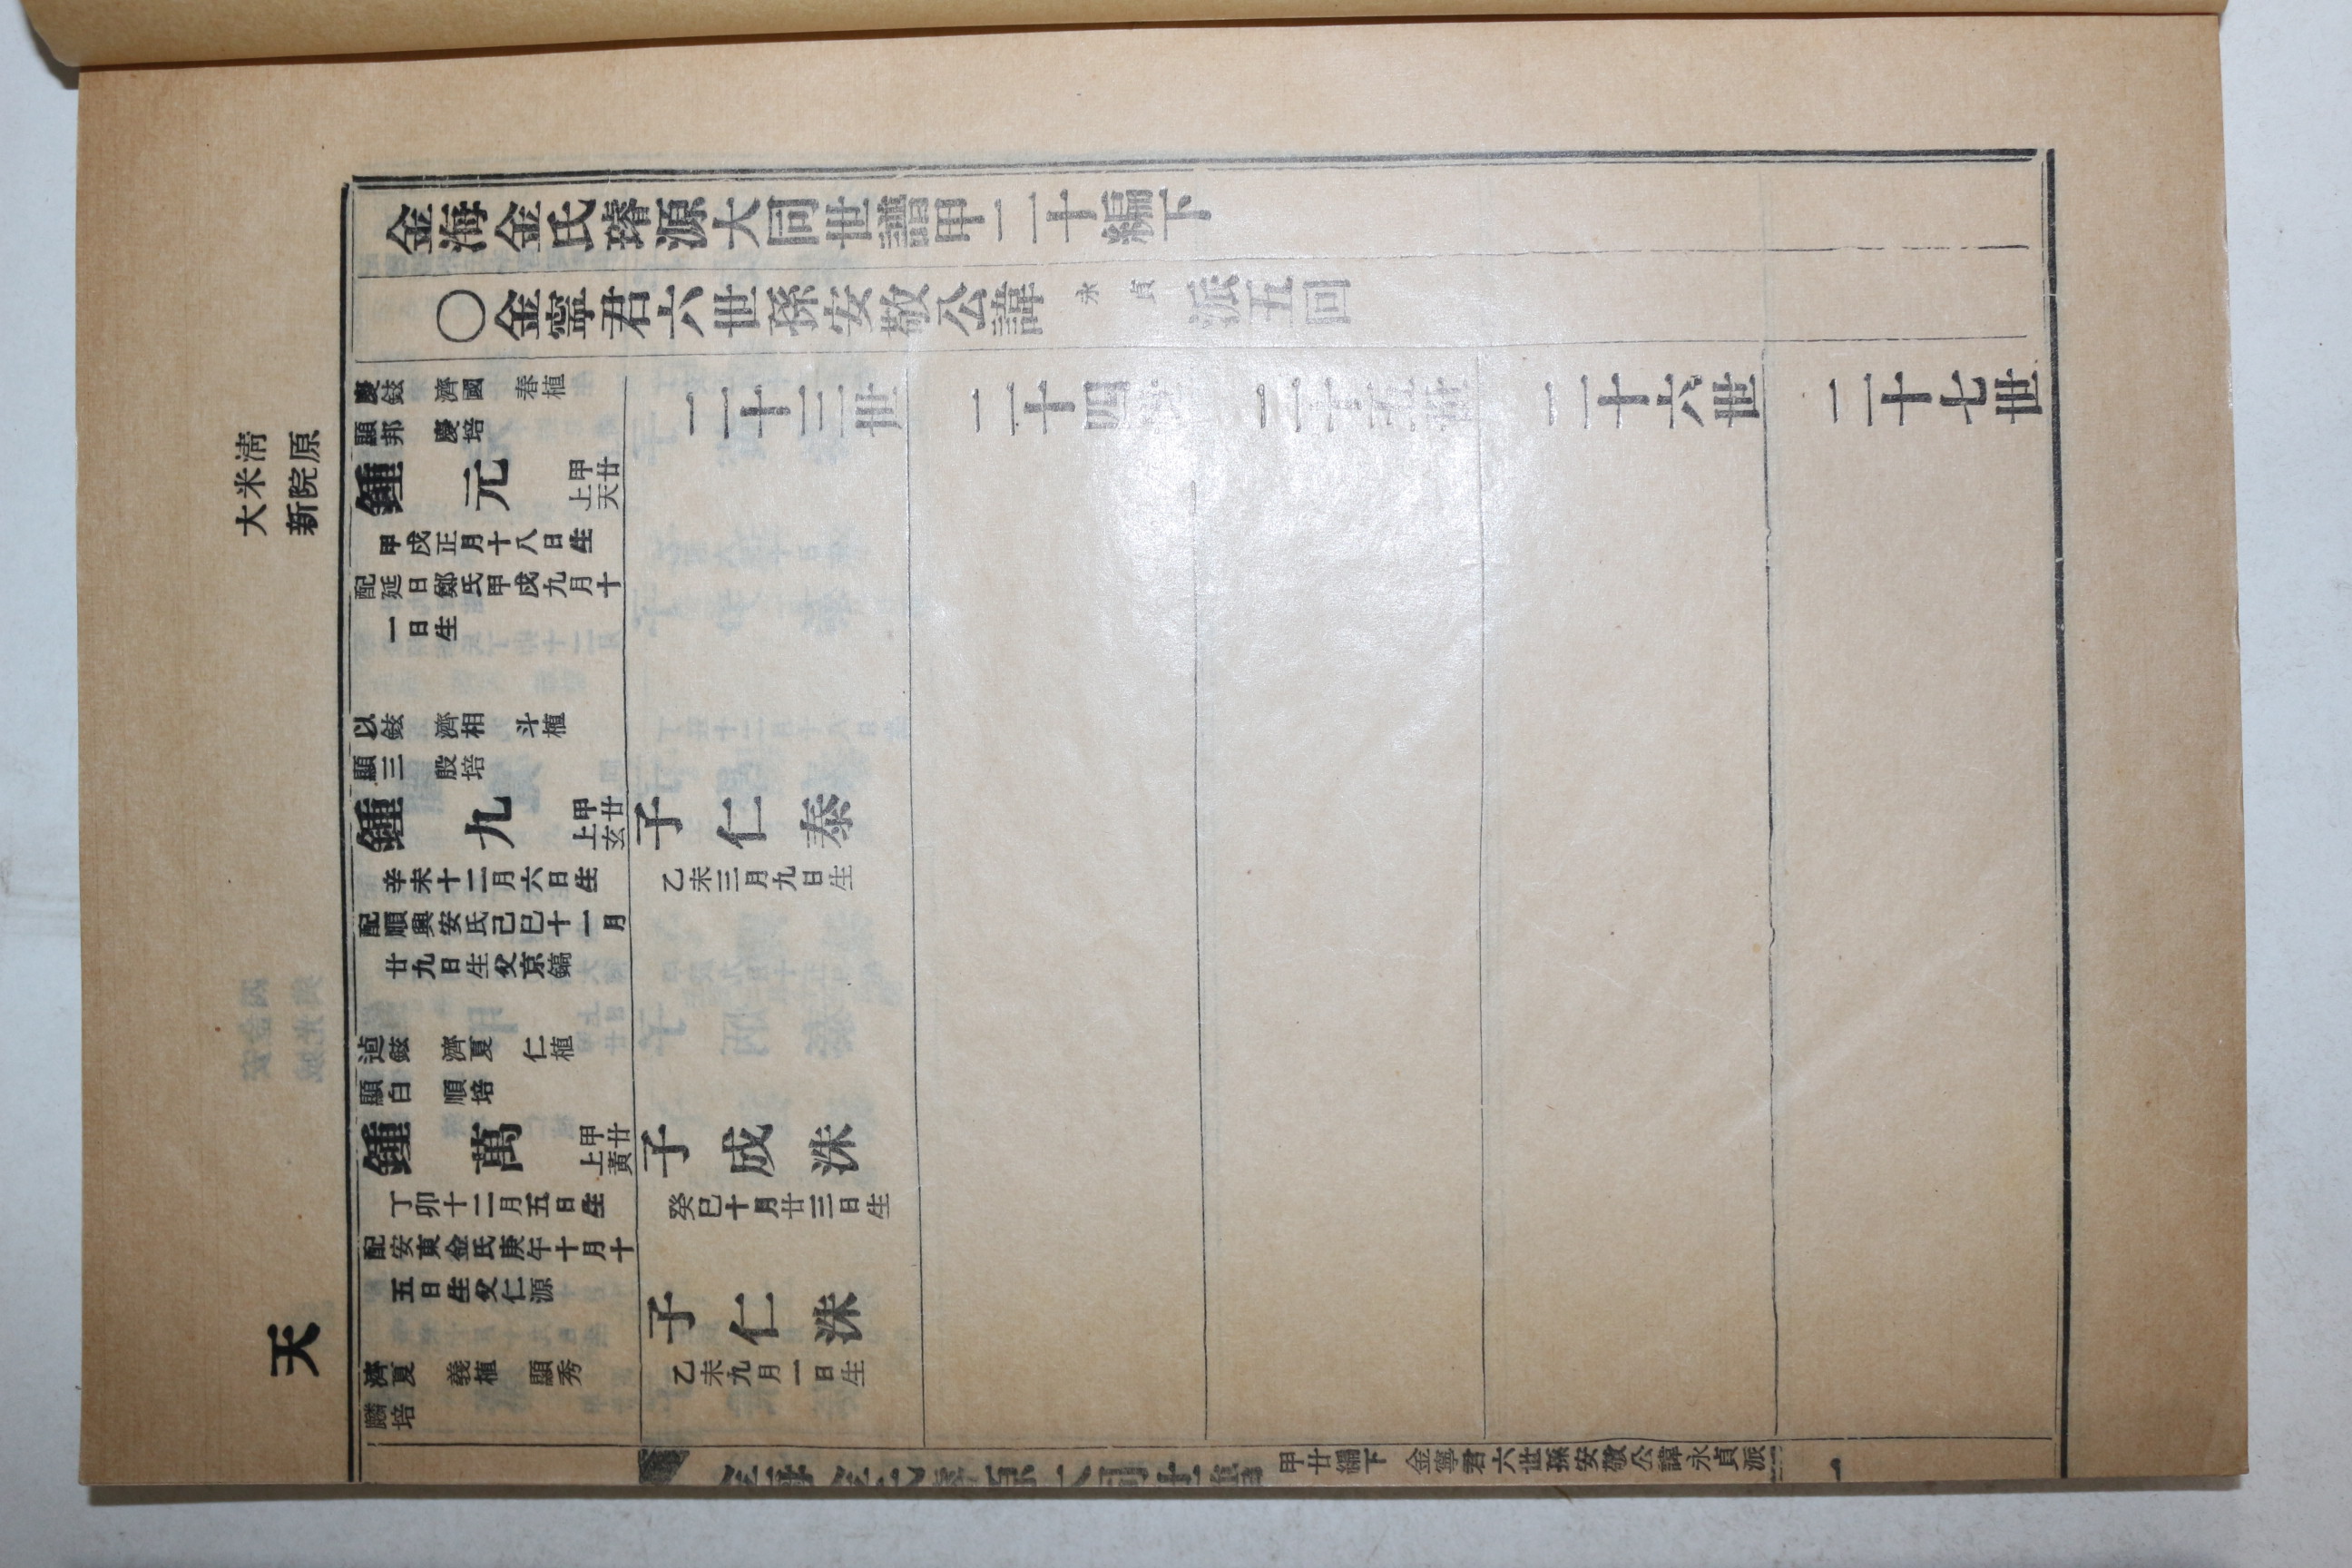 金海金氏璿源大同世譜甲二十編下
〇金寧君六世孫安敬公諱永貞派五回
二十三世
二十四
二十五世
二十六世
二十七世
清原
米院
大新
慶鉉 濟國 春植
顯邦 慶培
鍾元 甲廿上天
甲戌正月十八日生
配延日鄭氏甲戌九月十
一日生
以鉉 濟相 斗植
顯三 殷培
鍾九 甲廿上玄
辛未十二月六日生
配順興安氏己巳十一月
廿九日生父京鎬
子仁泰
乙未三月九日生
鉉 濟夏 仁植
顯白 順培
鍾萬 甲廿上黃
丁卯十二月五日生
配安東金氏庚午十月十
五日生父仁源
子成洙
癸巳十月廿三日生
子仁洙
乙未九月一日生
天
濟夏 義植 顯秀
麟培
甲廿編下 金寧君六世孫安敬公諱永貞派
一